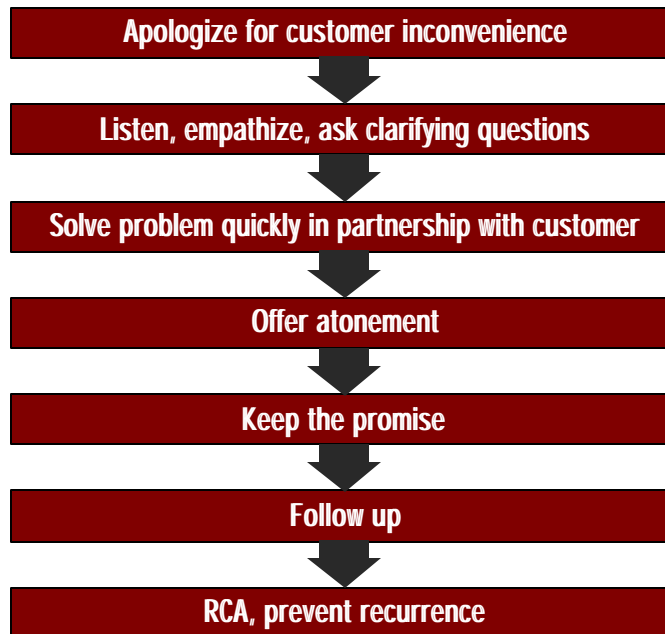 Apologize for customer inconvenience
Listen, empathize, ask clarifying questions
Solve problem quickly in partnership with customer
Offer atonement
Keep the promise
Follow up
RCA, prevent recurrence